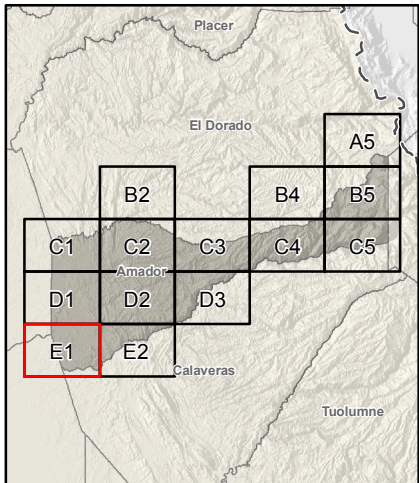 Placer
El Dorado
A5
B2 B4 B5
C1 C2 C3 C4 C5
Amador
D1 D2 D3
E1 E2
Calaveras
Tuolumne